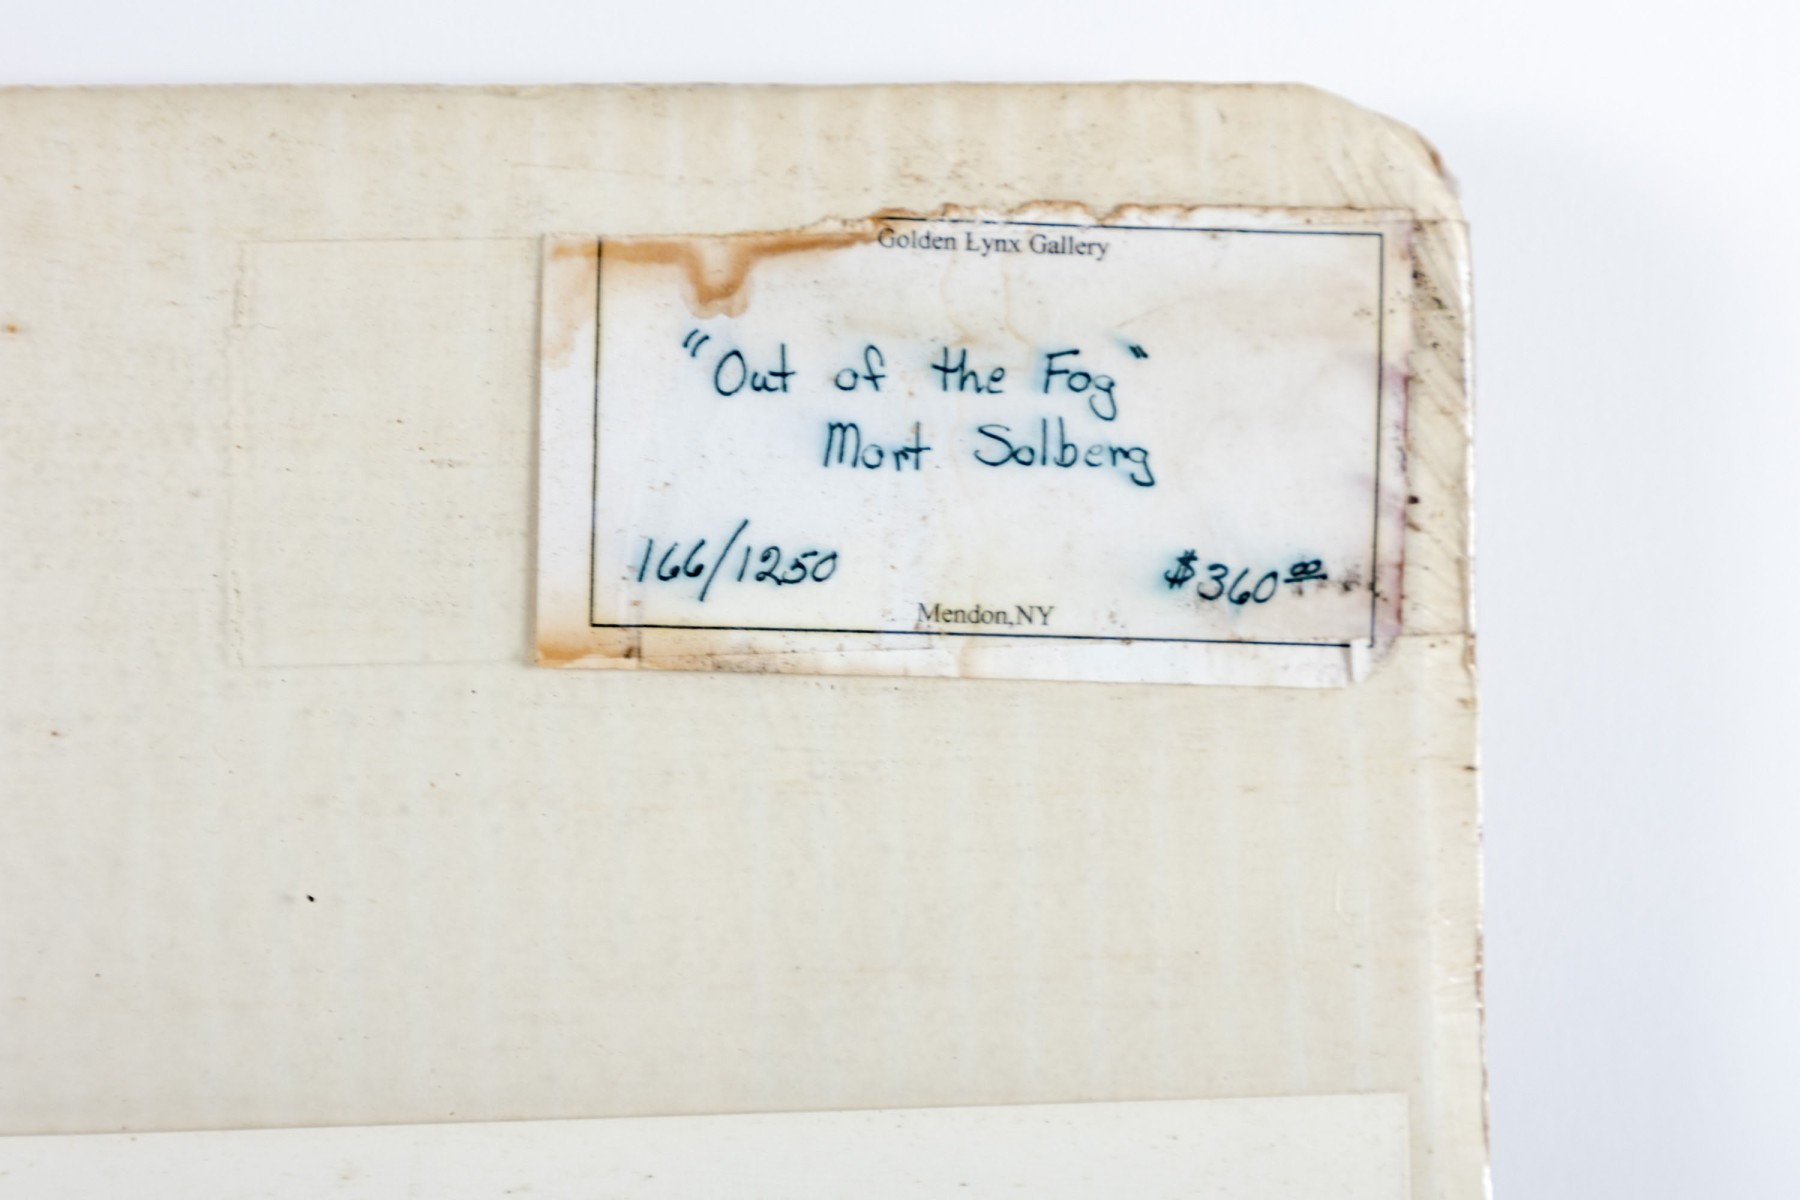 Golden Lynx Gallery
"Out of the Fog"
Mort Solberg
166/1250
$360.00
Mendon,NY